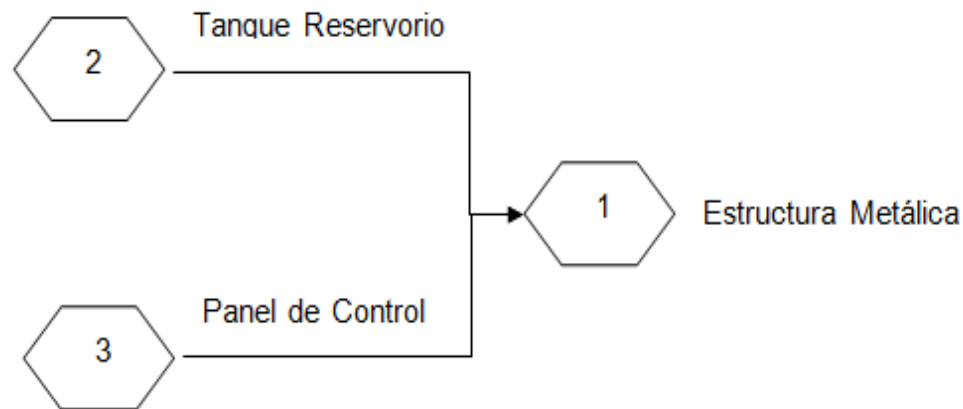 Tanque Reservorio
2
1
Estructura Metálica
Panel de Control
3